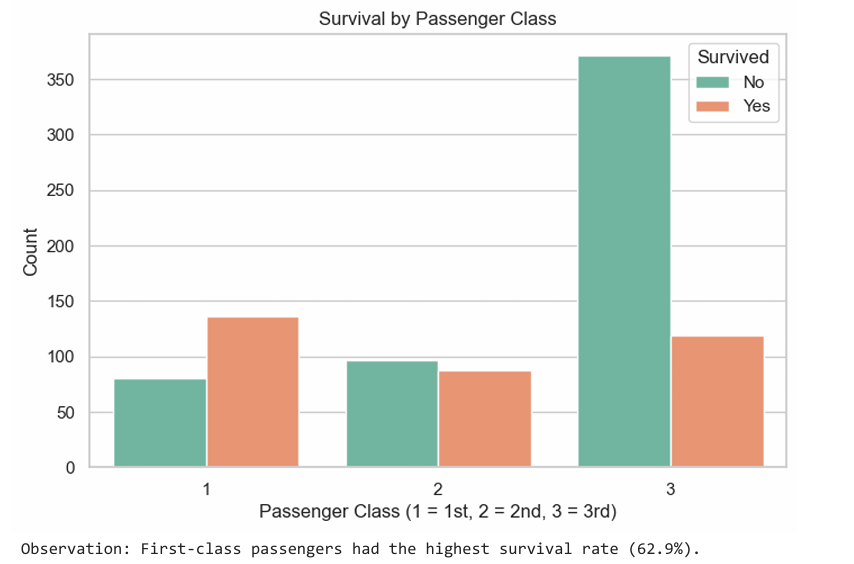 Survival by Passenger Class
Survived
No
Yes
350
300
250
200
150
100
50
0
Count
1 2 3
Passenger Class (1 = 1st, 2 = 2nd, 3 = 3rd)
Observation: First-class passengers had the highest survival rate (62.9%).